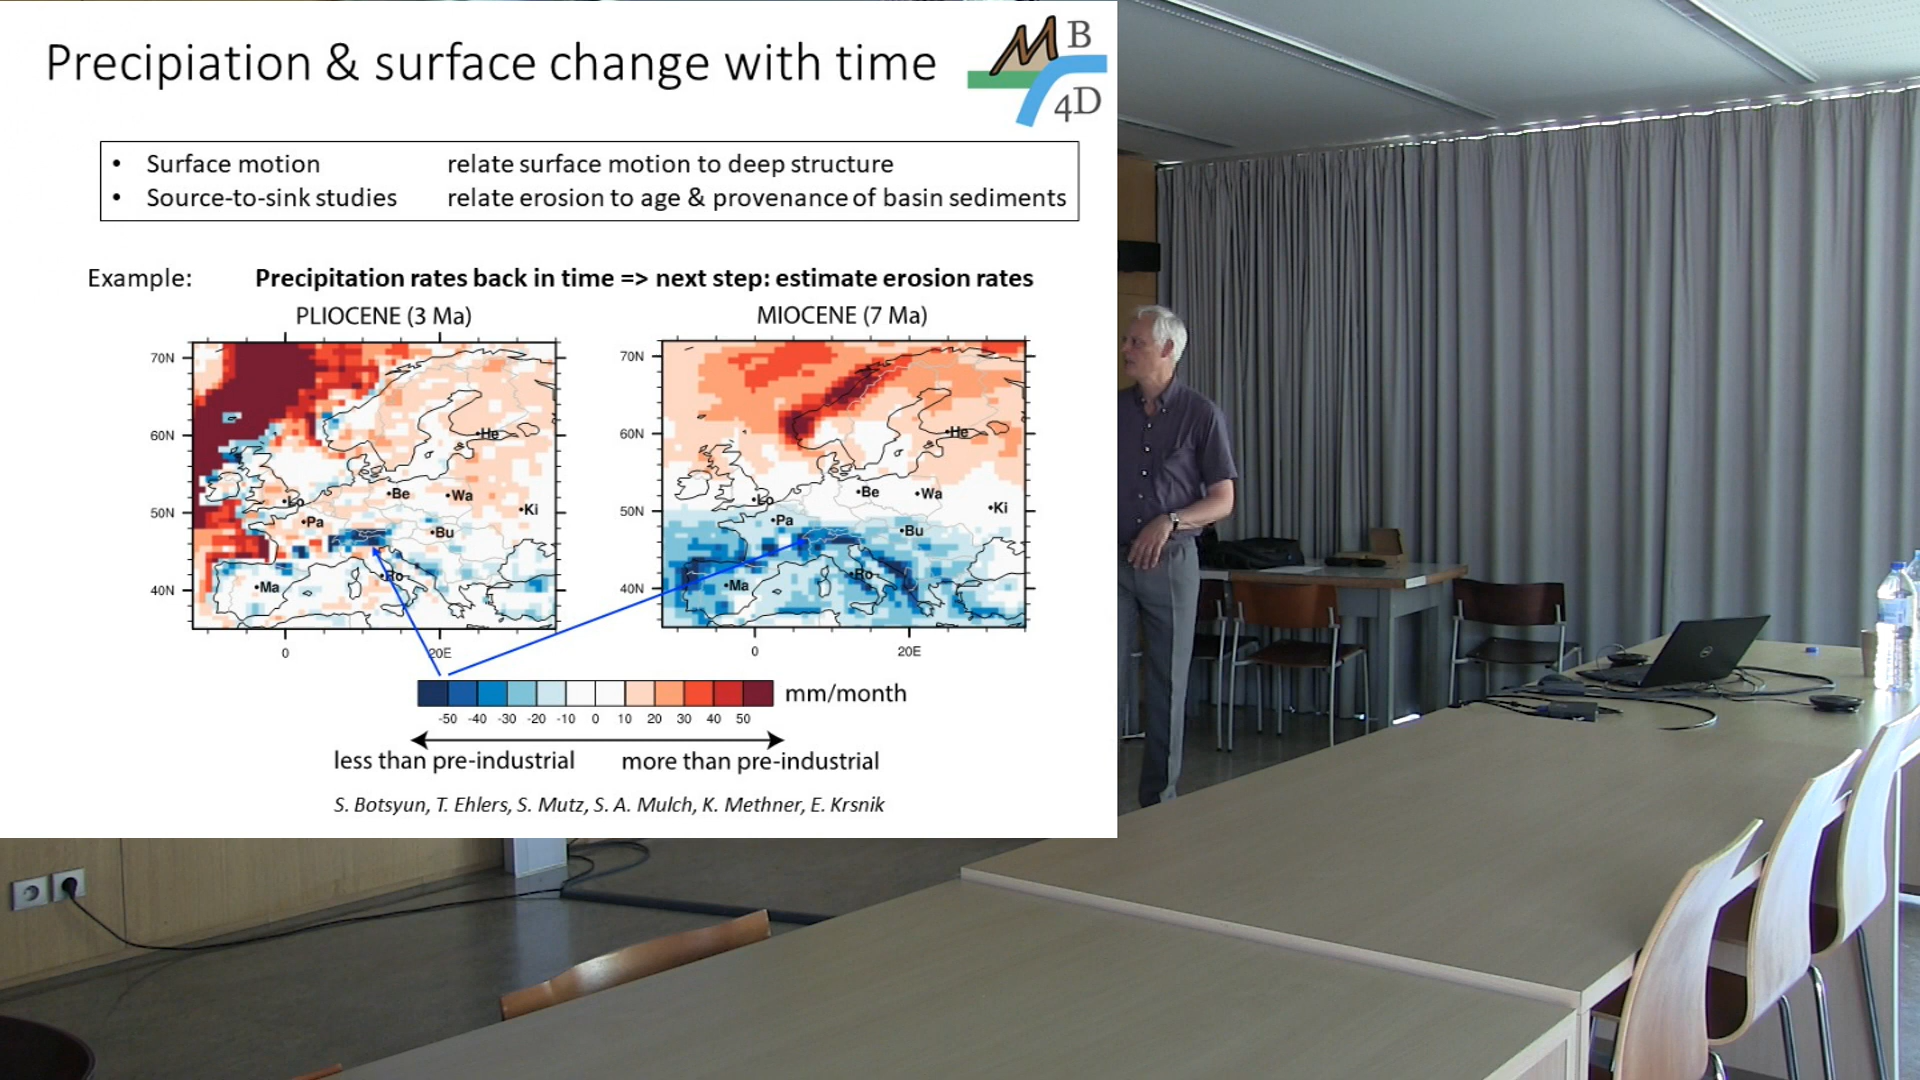 Precipiation & surface change with time
M B
4D
• Surface motion relate surface motion to deep structure
• Source-to-sink studies relate erosion to age & provenance of basin sediments
Example: Precipitation rates back in time => next step: estimate erosion rates
PLIOCENE (3 Ma) MIOCENE (7 Ma)
70N 70N
60N He 60N He
Lo Be Wa Lo Be Wa
50N Pa Ki 50N Pa Ki
Bu Bu
40N Ma Ro 40N Ma Ro
0 20E 0 20E
mm/month
-50 -40 -30 -20 -10 0 10 20 30 40 50
less than pre-industrial more than pre-industrial
S. Botsyun, T. Ehlers, S. Mutz, S. A. Mulch, K. Methner, E. Krsnik